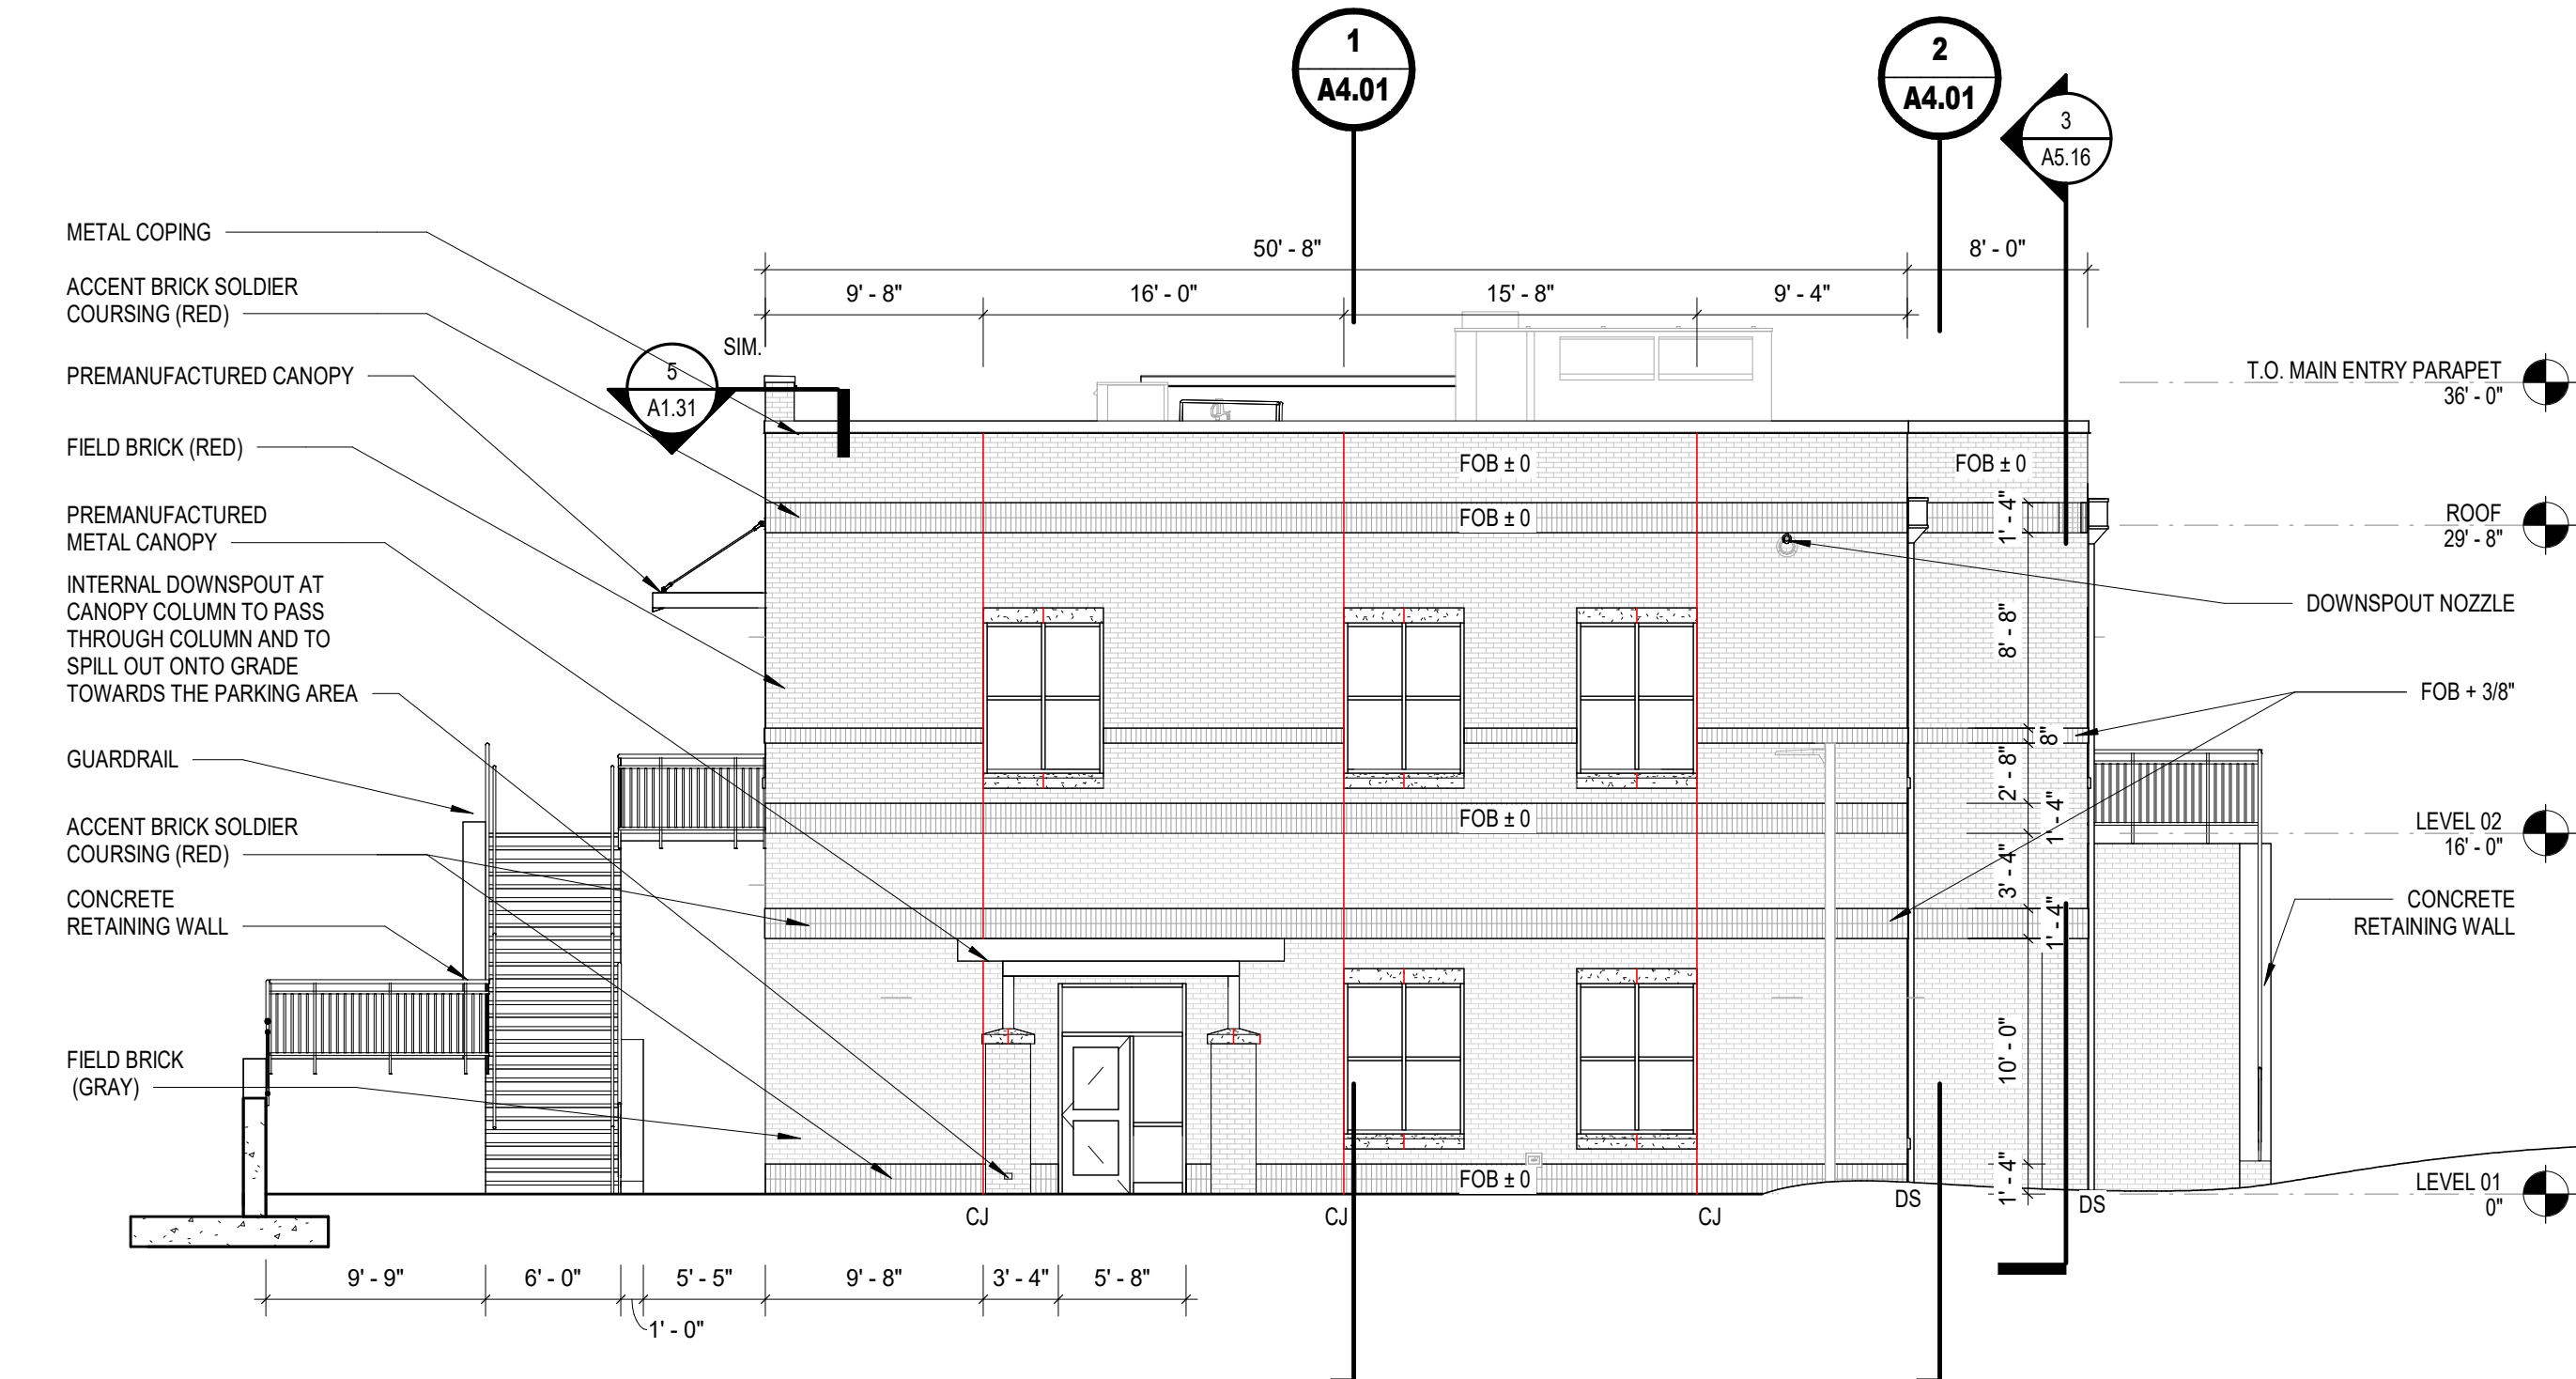 1
A4.01
2
A4.01
3
A5.16
METAL COPING
50' - 8"
8' - 0"
ACCENT BRICK SOLDIER
COURSING (RED)
9' - 8"
16' - 0"
15' - 8"
9' - 4"
SIM.
5
A1.31
PREMANUFACTURED CANOPY
T.O. MAIN ENTRY PARAPET
36' - 0"
FIELD BRICK (RED)
FOB ± 0
FOB ± 0
PREMANUFACTURED
METAL CANOPY
FOB ± 0
1' - 4"
ROOF
29' - 8"
INTERNAL DOWNSPOUT AT
CANOPY COLUMN TO PASS
THROUGH COLUMN AND TO
SPILL OUT ONTO GRADE
TOWARDS THE PARKING AREA
8' - 8"
DOWNSPOUT NOZZLE
FOB + 3/8"
GUARDRAIL
8"
2' - 8"
ACCENT BRICK SOLDIER
COURSING (RED)
FOB ± 0
1' - 4"
LEVEL 02
16' - 0"
3' - 4"
CONCRETE
RETAINING WALL
1' - 4"
CONCRETE
RETAINING WALL
FIELD BRICK
(GRAY)
10' - 0"
FOB ± 0
1' - 4"
LEVEL 01
0"
CJ
CJ
CJ
DS
DS
9' - 9"
6' - 0"
5' - 5"
9' - 8"
3' - 4"
5' - 8"
1' - 0"